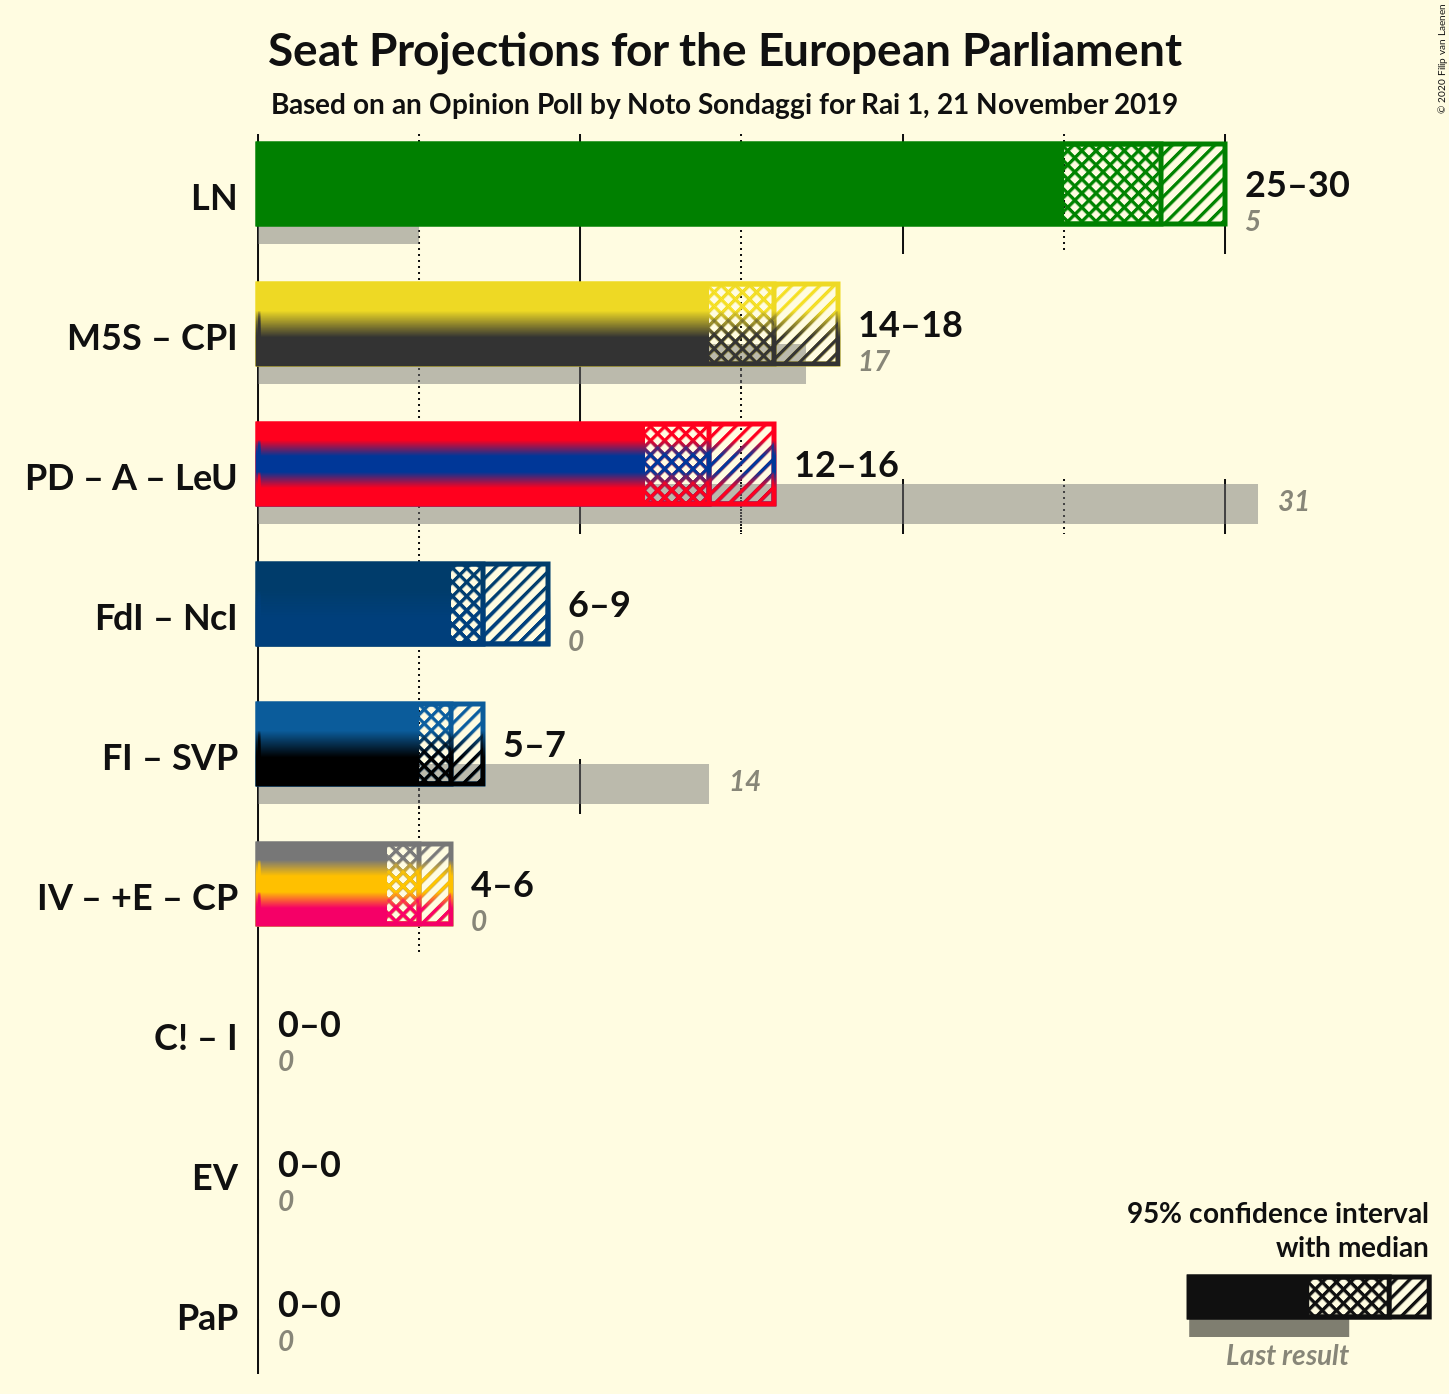 Seat Projections for the European Parliament
Based on an Opinion Poll by Noto Sondaggi for Rai 1, 21 November 2019
© 2020 Filip van Laenen
LN
25–30
5
M5S – CPI
14–18
17
PD – A – LeU
12–16
31
FdI – NcI
6–9
0
FI – SVP
5–7
14
IV – +E – CP
4–6
0
C! – I
0–0
0
EV
0–0
0
PaP
0–0
0
95% confidence interval
with median
Last result